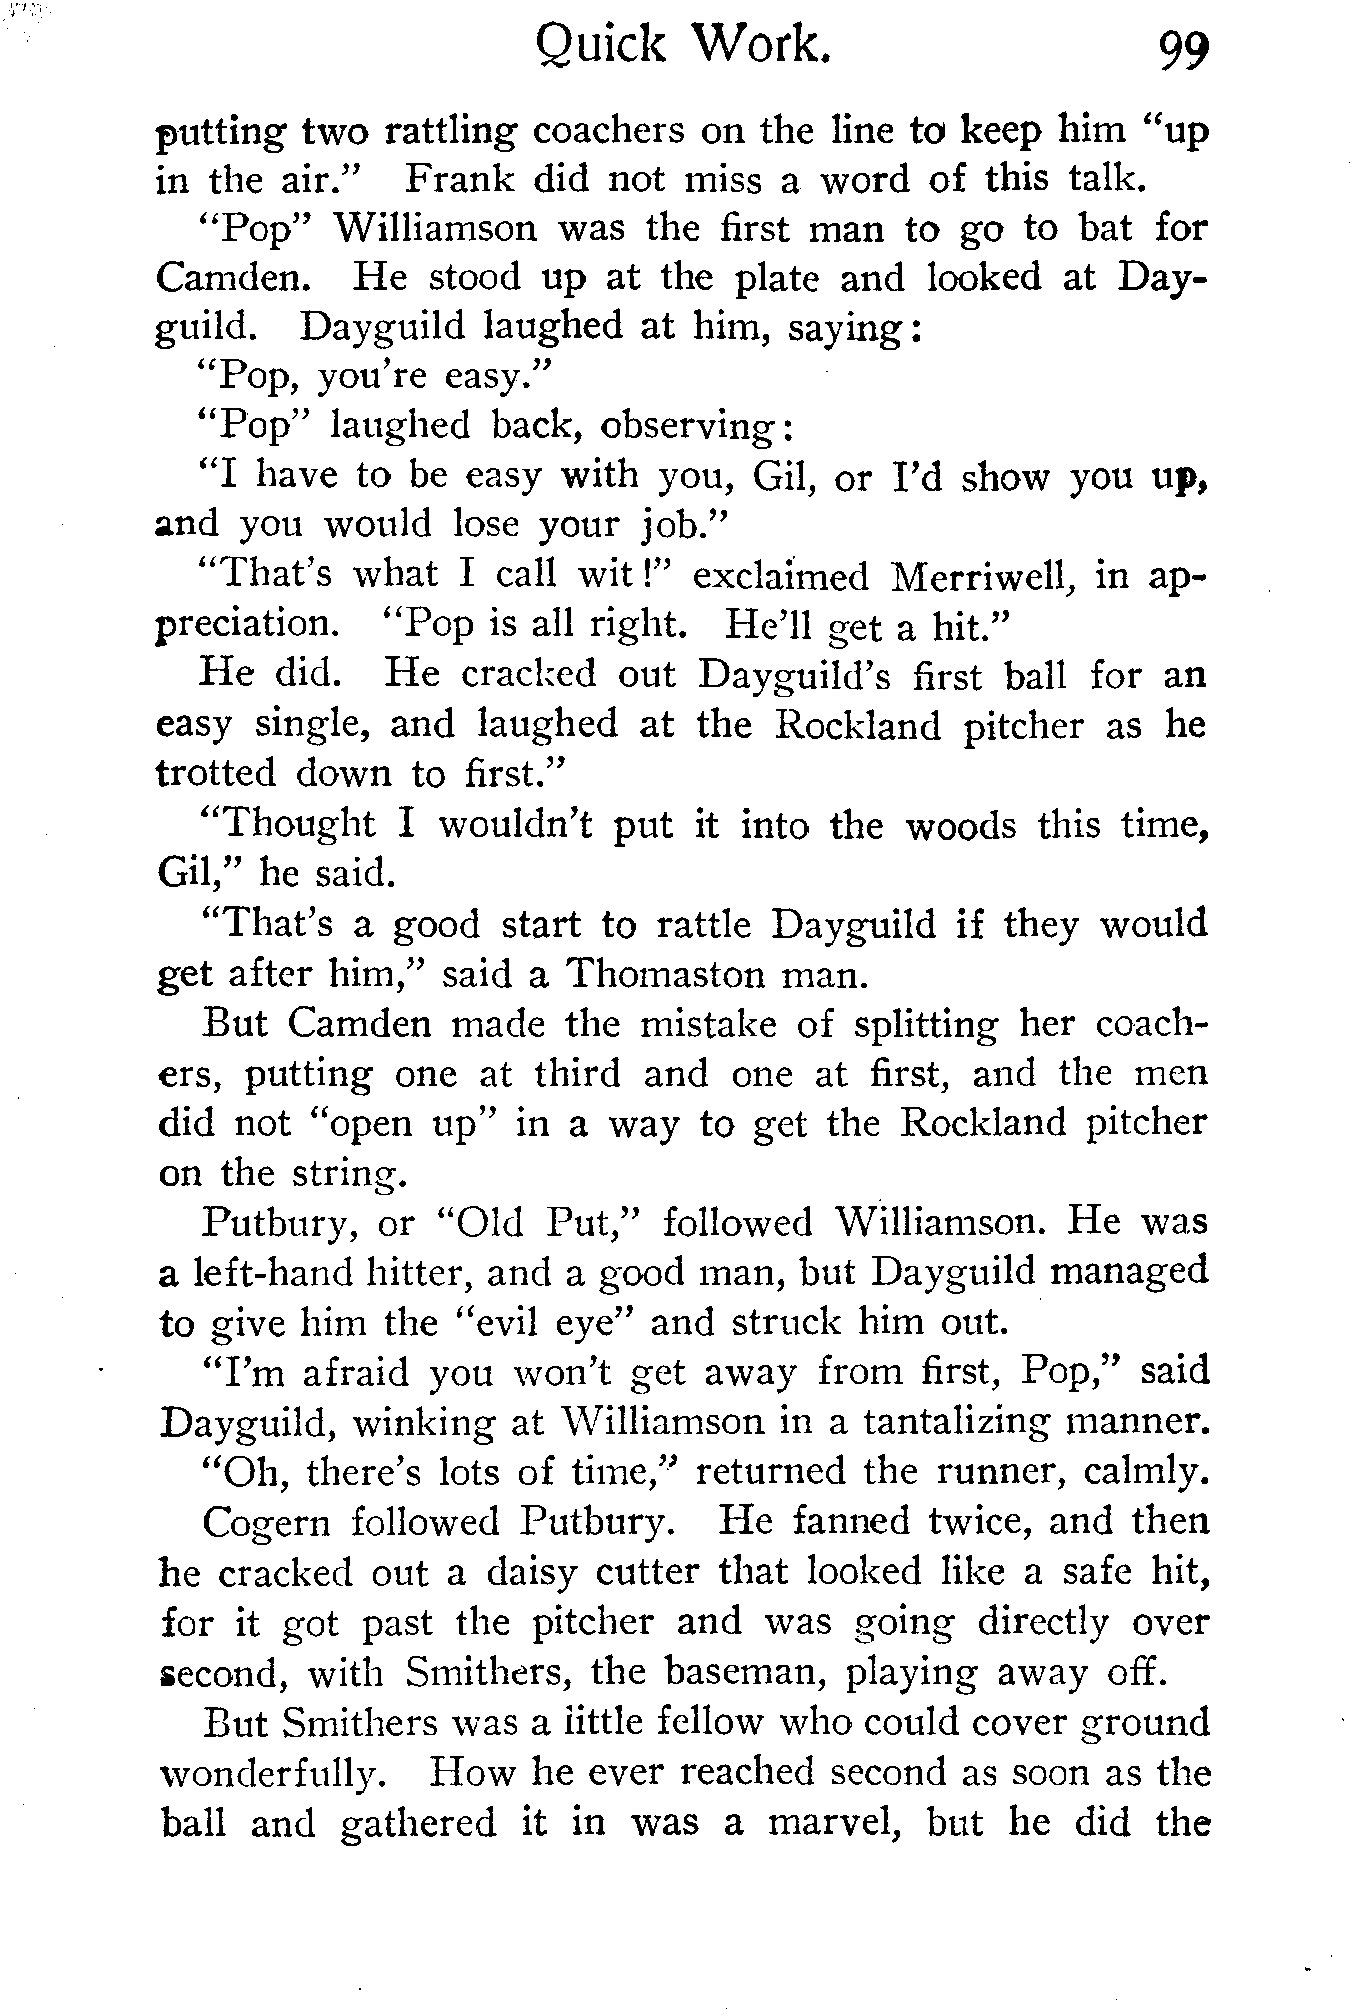 Quick Work. 99
putting two rattling coachers on the line to keep him “up
in the air.” Frank did not miss a word of this talk.
“Pop” Williamson was the first man to go to bat for
Camden. He stood up at the plate and looked at Day-
guild. Dayguild laughed at him, saying:
“Pop, you’re easy.”
“Pop” laughed back, observing:
“I have to be easy with you, Gil, or I’d show you up,
and you would lose your job.”
“That’s what I call wit!” exclaimed Merriwell, in ap-
preciation. “Pop is all right. He’ll get a hit.”
He did. He cracked out Dayguild’s first ball for an
easy single, and laughed at the Rockland pitcher as he
trotted down to first.”
“Thought I wouldn’t put it into the woods this time,
Gil,” he said.
“That’s a good start to rattle Dayguild if they would
get after him,” said a Thomaston man.
But Camden made the mistake of splitting her coach-
ers, putting one at third and one at first, and the men
did not “open up” in a way to get the Rockland pitcher
on the string.
Putbury, or “Old Put,” followed Williamson. He was
a left-hand hitter, and a good man, but Dayguild managed
to give him the “evil eye” and struck him out.
“I’m afraid you won’t get away from first, Pop,” said
Dayguild, winking at Williamson in a tantalizing manner.
“Oh, there’s lots of time,” returned the runner, calmly.
Cogern followed Putbury. He fanned twice, and then
he cracked out a daisy cutter that looked like a safe hit,
for it got past the pitcher and was going directly over
second, with Smithers, the baseman, playing away off.
But Smithers was a little fellow who could cover ground
wonderfully. How he ever reached second as soon as the
ball and gathered it in was a marvel, but he did the